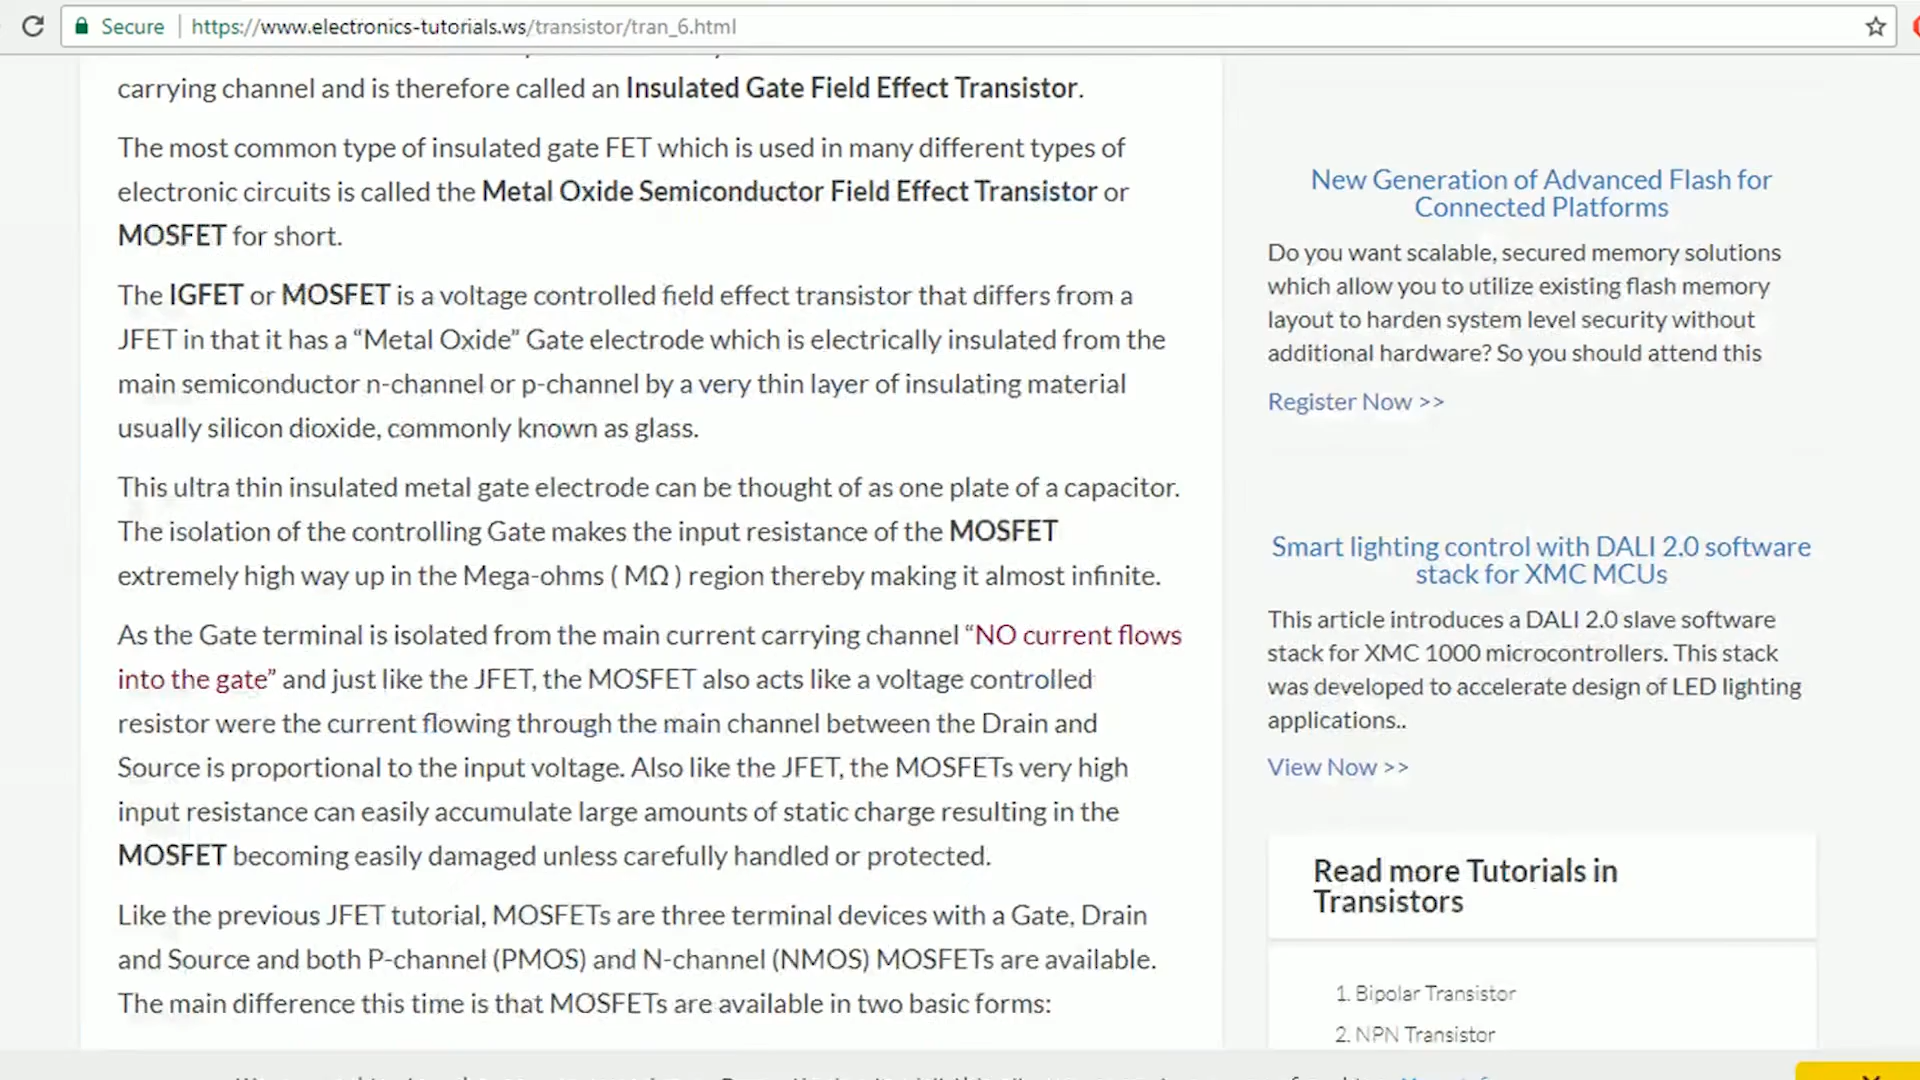 Secure https://www.electronics-tutorials.ws/transistor/tran_6.html
carrying channel and is therefore called an Insulated Gate Field Effect Transistor.
The most common type of insulated gate FET which is used in many different types of
electronic circuits is called the Metal Oxide Semiconductor Field Effect Transistor or
MOSFET for short.
The IGFET or MOSFET is a voltage controlled field effect transistor that differs from a
JFET in that it has a “Metal Oxide” Gate electrode which is electrically insulated from the
main semiconductor n-channel or p-channel by a very thin layer of insulating material
usually silicon dioxide, commonly known as glass.
This ultra thin insulated metal gate electrode can be thought of as one plate of a capacitor.
The isolation of the controlling Gate makes the input resistance of the MOSFET
extremely high way up in the Mega-ohms ( MΩ ) region thereby making it almost infinite.
As the Gate terminal is isolated from the main current carrying channel “NO current flows
into the gate” and just like the JFET, the MOSFET also acts like a voltage controlled
resistor were the current flowing through the main channel between the Drain and
Source is proportional to the input voltage. Also like the JFET, the MOSFETs very high
input resistance can easily accumulate large amounts of static charge resulting in the
MOSFET becoming easily damaged unless carefully handled or protected.
Like the previous JFET tutorial, MOSFETs are three terminal devices with a Gate, Drain
and Source and both P-channel (PMOS) and N-channel (NMOS) MOSFETs are available.
The main difference this time is that MOSFETs are available in two basic forms:
New Generation of Advanced Flash for
Connected Platforms
Do you want scalable, secured memory solutions
which allow you to utilize existing flash memory
layout to harden system level security without
additional hardware? So you should attend this
Register Now >>
Smart lighting control with DALI 2.0 software
stack for XMC MCUs
This article introduces a DALI 2.0 slave software
stack for XMC 1000 microcontrollers. This stack
was developed to accelerate design of LED lighting
applications..
View Now >>
Read more Tutorials in
Transistors
1. Bipolar Transistor
2. NPN Transistor